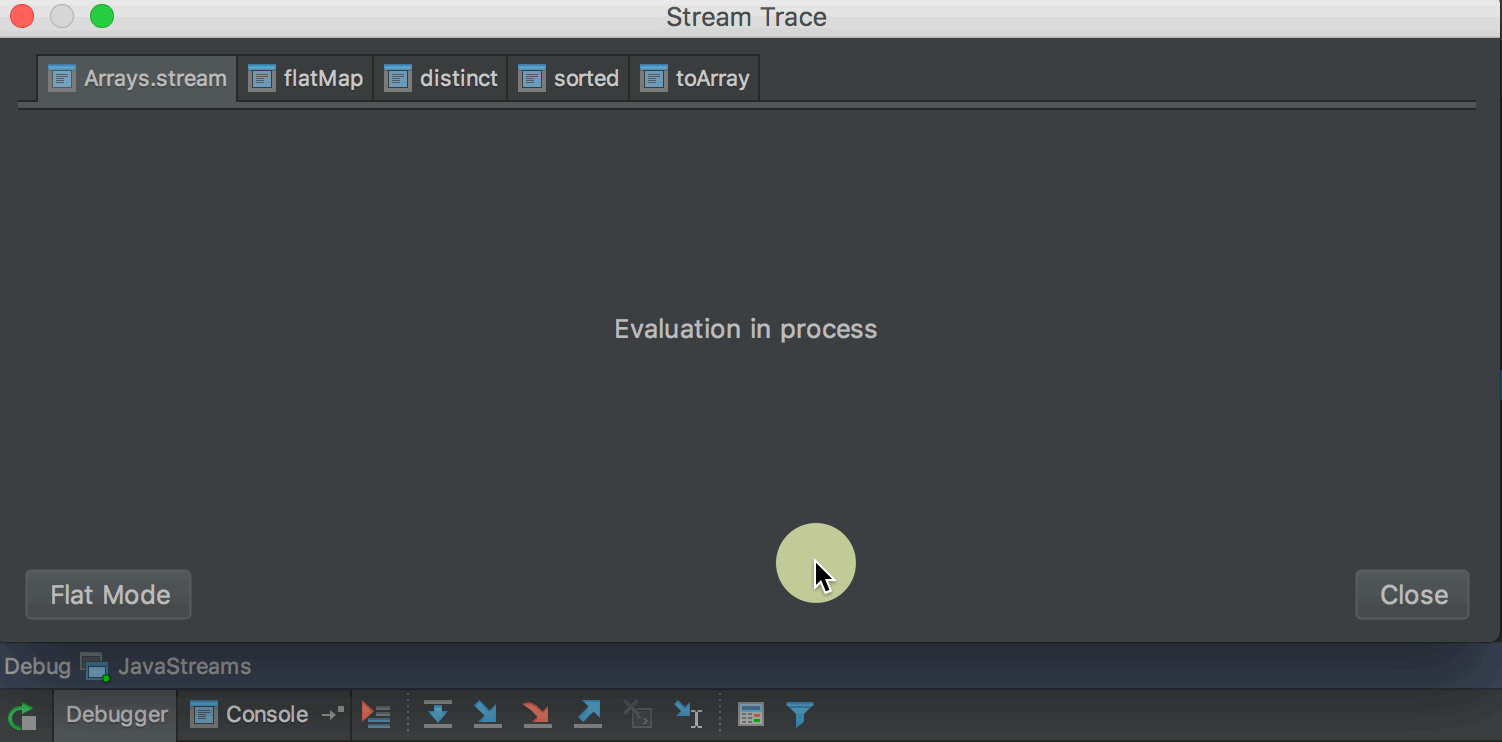 Stream Trace
Arrays.stream flatMap distinct sorted toArray
Evaluation in process
Flat Mode Close
Debug JavaStreams
Debugger Console